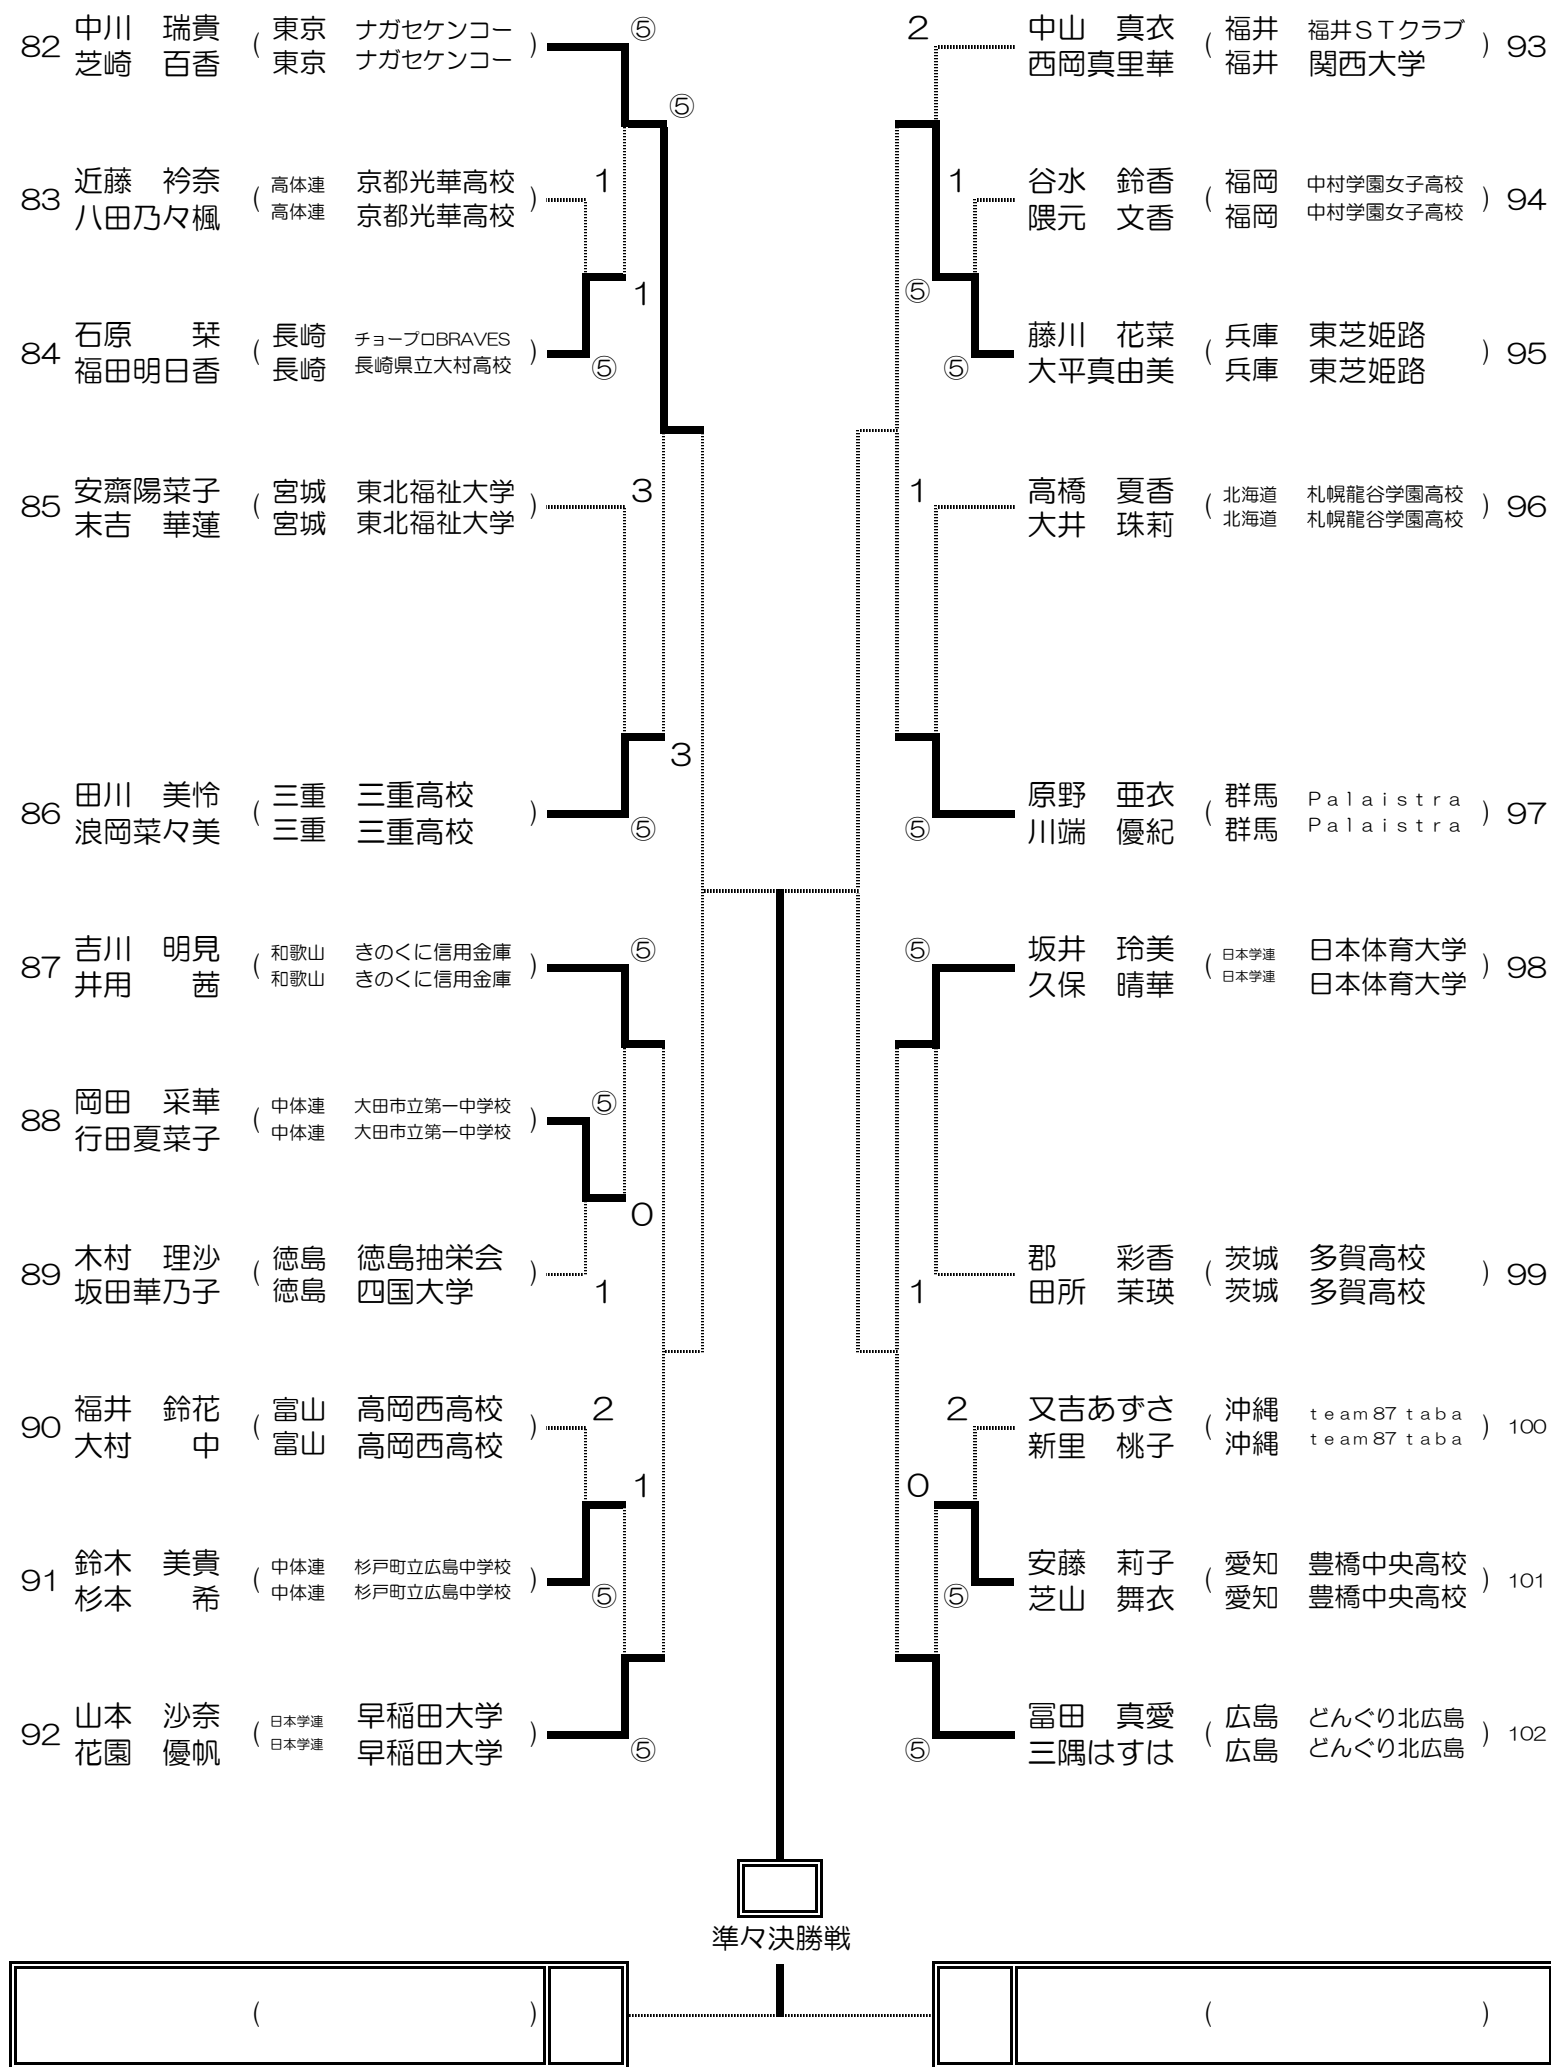 82 中川　瑞貴 ( 東京 ナガセケンコー )
芝崎　百香 東京 ナガセケンコー
⑤
⑤
83 近藤　衿奈 ( 高体連 京都光華高校 )
八田乃々楓 高体連 京都光華高校
1
1
84 石原　　栞 ( 長崎 チョープロBRAVES )
福田明日香 長崎 長崎県立大村高校
⑤
85 安齋陽菜子 ( 宮城 東北福祉大学 )
末吉　華蓮 宮城 東北福祉大学
3
3
86 田川　美怜 ( 三重 三重高校 )
浪岡菜々美 三重 三重高校
⑤
87 吉川　明見 ( 和歌山 きのくに信用金庫 )
井用　　茜 和歌山 きのくに信用金庫
⑤
88 岡田　采華 ( 中体連 大田市立第一中学校 )
行田夏菜子 中体連 大田市立第一中学校
⑤
0
89 木村　理沙 ( 徳島 徳島抽栄会 )
坂田華乃子 徳島 四国大学
1
90 福井　鈴花 ( 富山 高岡西高校 )
大村　　中 富山 高岡西高校
2
1
91 鈴木　美貴 ( 中体連 杉戸町立広島中学校 )
杉本　　希 中体連 杉戸町立広島中学校
⑤
92 山本　沙奈 ( 日本学連 早稲田大学 )
花園　優帆 日本学連 早稲田大学
⑤
2
中山　真衣 ( 福井 福井ＳＴクラブ ) 93
西岡真里華 福井 関西大学
1
谷水　鈴香 ( 福岡 中村学園女子高校 ) 94
隈元　文香 福岡 中村学園女子高校
⑤
藤川　花菜 ( 兵庫 東芝姫路 ) 95
大平真由美 兵庫 東芝姫路
⑤
1
高橋　夏香 ( 北海道 札幌龍谷学園高校 ) 96
大井　珠莉 北海道 札幌龍谷学園高校
原野　亜衣 ( 群馬 Ｐａｌａｉｓｔｒａ ) 97
川端　優紀 群馬 Ｐａｌａｉｓｔｒａ
⑤
⑤
坂井　玲美 ( 日本学連 日本体育大学 ) 98
久保　晴華 日本学連 日本体育大学
郡　　彩香 ( 茨城 多賀高校 ) 99
田所　茉瑛 茨城 多賀高校
1
2
又吉あずさ ( 沖縄 ｔｅａｍ87 ｔａｂａ ) 100
新里　桃子 沖縄 ｔｅａｍ87 ｔａｂａ
0
安藤　莉子 ( 愛知 豊橋中央高校 ) 101
芝山　舞衣 愛知 豊橋中央高校
⑤
冨田　真愛 ( 広島 どんぐり北広島 ) 102
三隅はすは 広島 どんぐり北広島
⑤
準々決勝戦
( )
( )